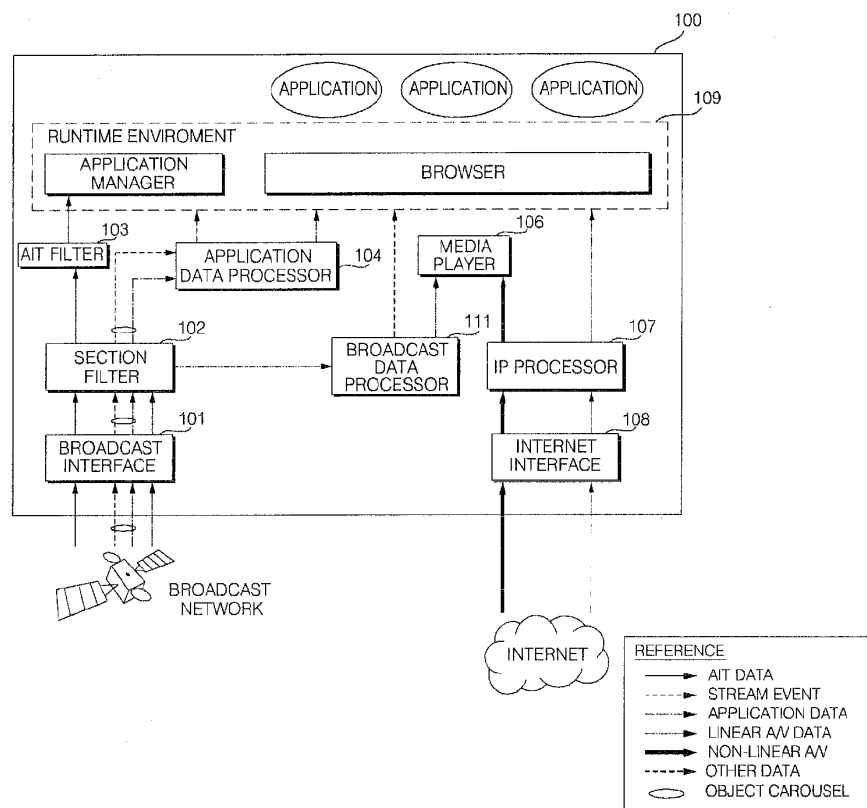 100
APPLICATION
APPLICATION
APPLICATION
109
RUNTIME ENVIROMENT
APPLICATION
MANAGER
BROWSER
103
AIT FILTER
APPLICATION
DATA PROCESSOR
104
106
MEDIA
PLAYER
102
SECTION
FILTER
111
BROADCAST
DATA
PROCESSOR
107
IP PROCESSOR
101
BROADCAST
INTERFACE
108
INTERNET
INTERFACE
BROADCAST
NETWORK
INTERNET
REFERENCE
AIT DATA
STREAM EVENT
APPLICATION DATA
LINEAR A/V DATA
NON-LINEAR A/V
OTHER DATA
OBJECT CAROUSEL